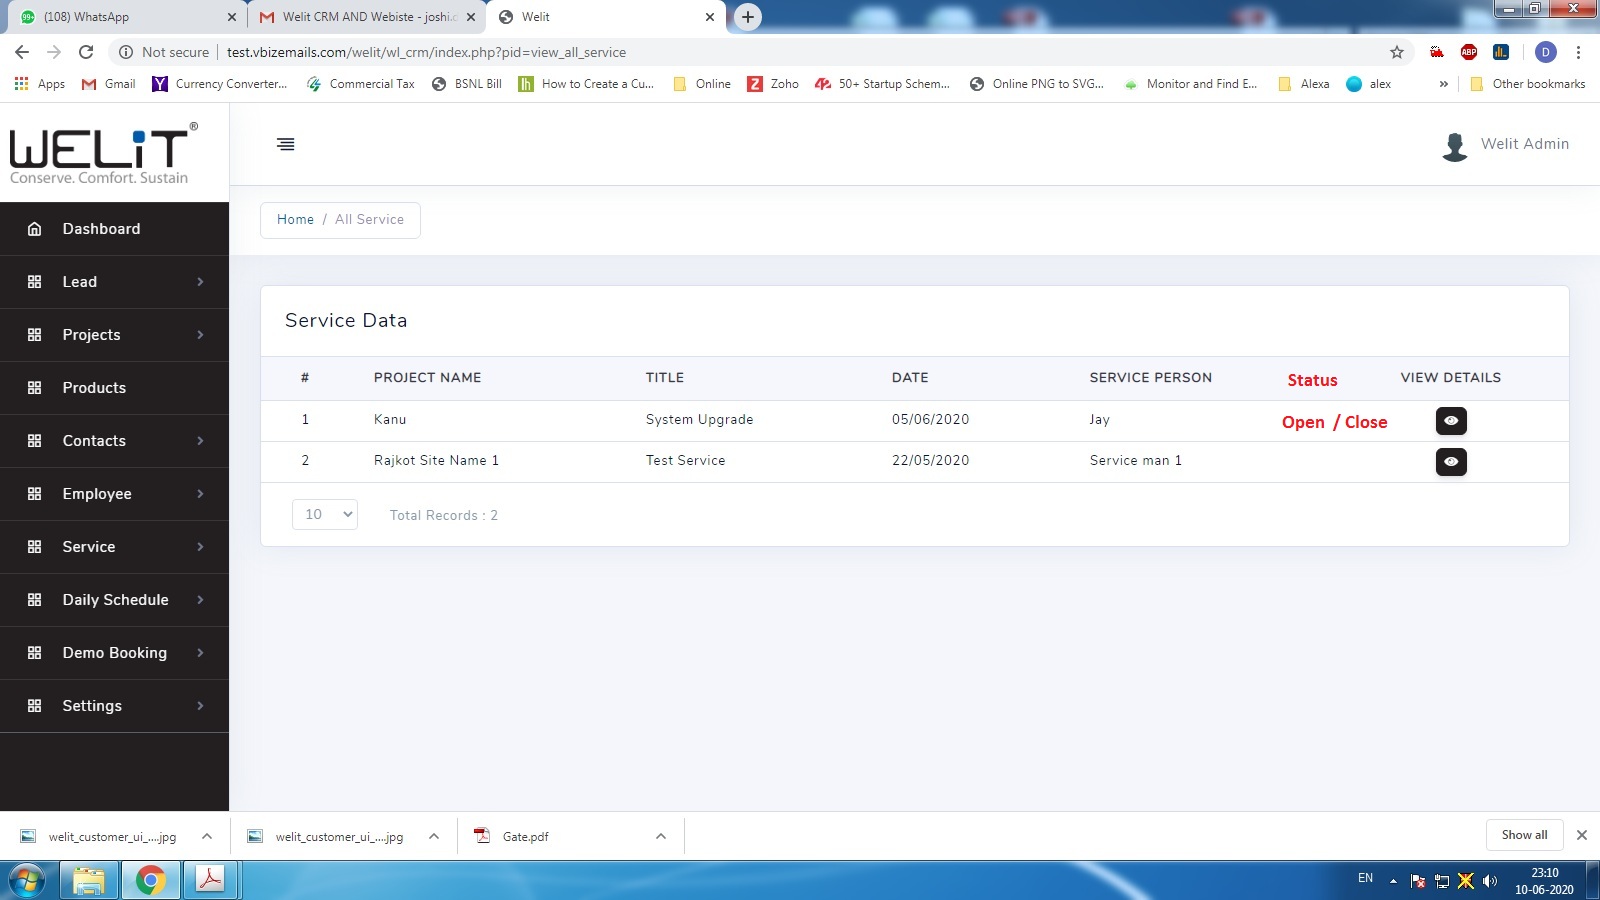 99+ (108) WhatsApp
Welit CRM AND Webiste - joshi.c
Welit
Not secure test.vbizemails.com/welit/wl_crm/index.php?pid=view_all_service
ABP
D
Apps Gmail Currency Converter... Commercial Tax BSNL Bill How to Create a Cu... Online Zoho 50+ Startup Schem... Online PNG to SVG... Monitor and Find E... Alexa alex » Other bookmarks
WELiT®
Conserve. Comfort. Sustain
Welit Admin
Home / All Service
Dashboard
Lead
Projects
Products
Contacts
Employee
Service
Daily Schedule
Demo Booking
Settings
Service Data
# PROJECT NAME TITLE DATE SERVICE PERSON Status VIEW DETAILS
1 Kanu System Upgrade 05/06/2020 Jay Open / Close
2 Rajkot Site Name 1 Test Service 22/05/2020 Service man 1
10 Total Records : 2
welit_customer_ui_....jpg welit_customer_ui_....jpg Gate.pdf Show all
EN 23:10
10-06-2020